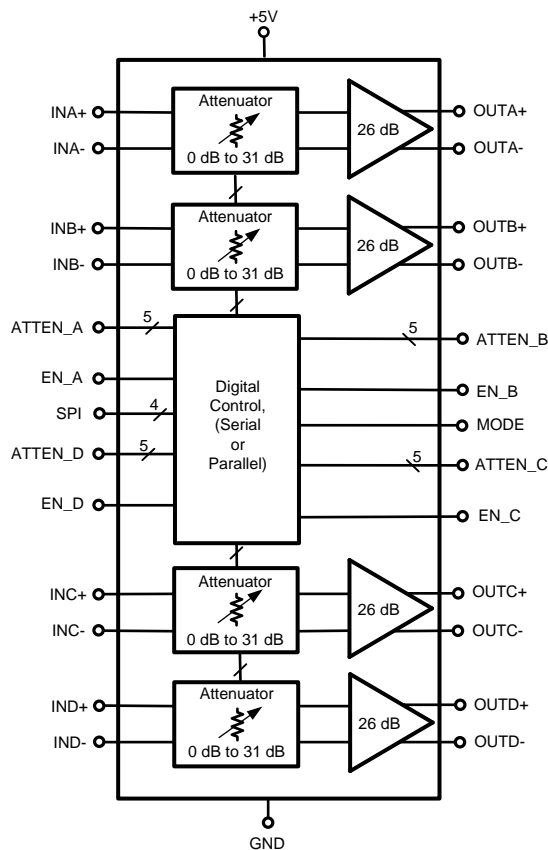 +5V
INA+
Attenuator
OUTA+
26 dB
INA-
0 dB to 31 dB
OUTA-
INB+
Attenuator
OUTB+
26 dB
INB-
0 dB to 31 dB
OUTB-
ATTEN_A
5
5
ATTEN_B
EN_A
Digital
Control,
(Serial
or
Parallel)
EN_B
SPI
4
MODE
ATTEN_D
5
5
ATTEN_C
EN_D
EN_C
INC+
Attenuator
OUTC+
26 dB
INC-
0 dB to 31 dB
OUTC-
IND+
Attenuator
OUTD+
26 dB
IND-
0 dB to 31 dB
OUTD-
GND